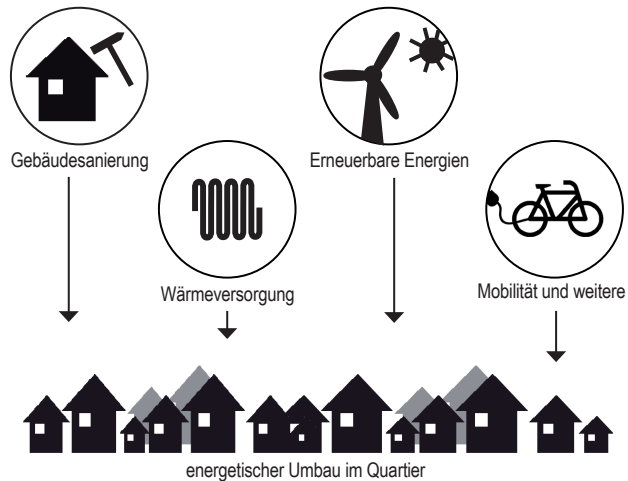 Gebäudesanierung
Erneuerbare Energien
Wärmeversorgung
Mobilität und weitere
energetischer Umbau im Quartier